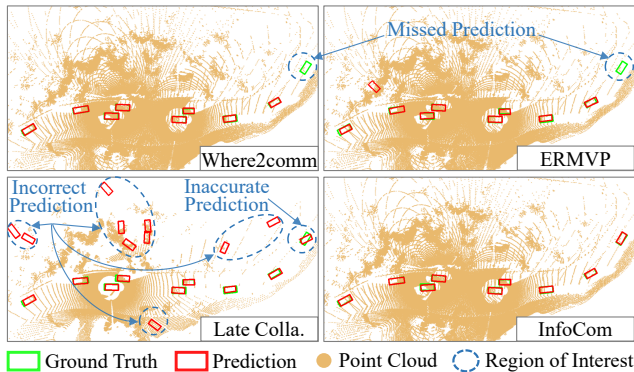 Missed Prediction
Where2comm
ERMVP
Incorrect
Prediction
Inaccurate
Prediction
Late Colla.
InfoCom
Ground Truth
Prediction
Point Cloud
Region of Interest